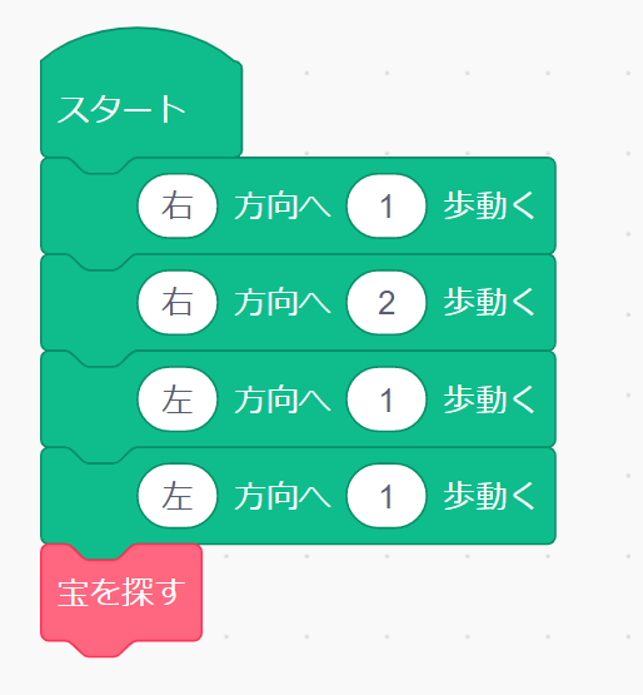 スタート
右 方向へ 1 歩動く
右 方向へ 2 歩動く
左 方向へ 1 歩動く
左 方向へ 1 歩動く
宝を探す